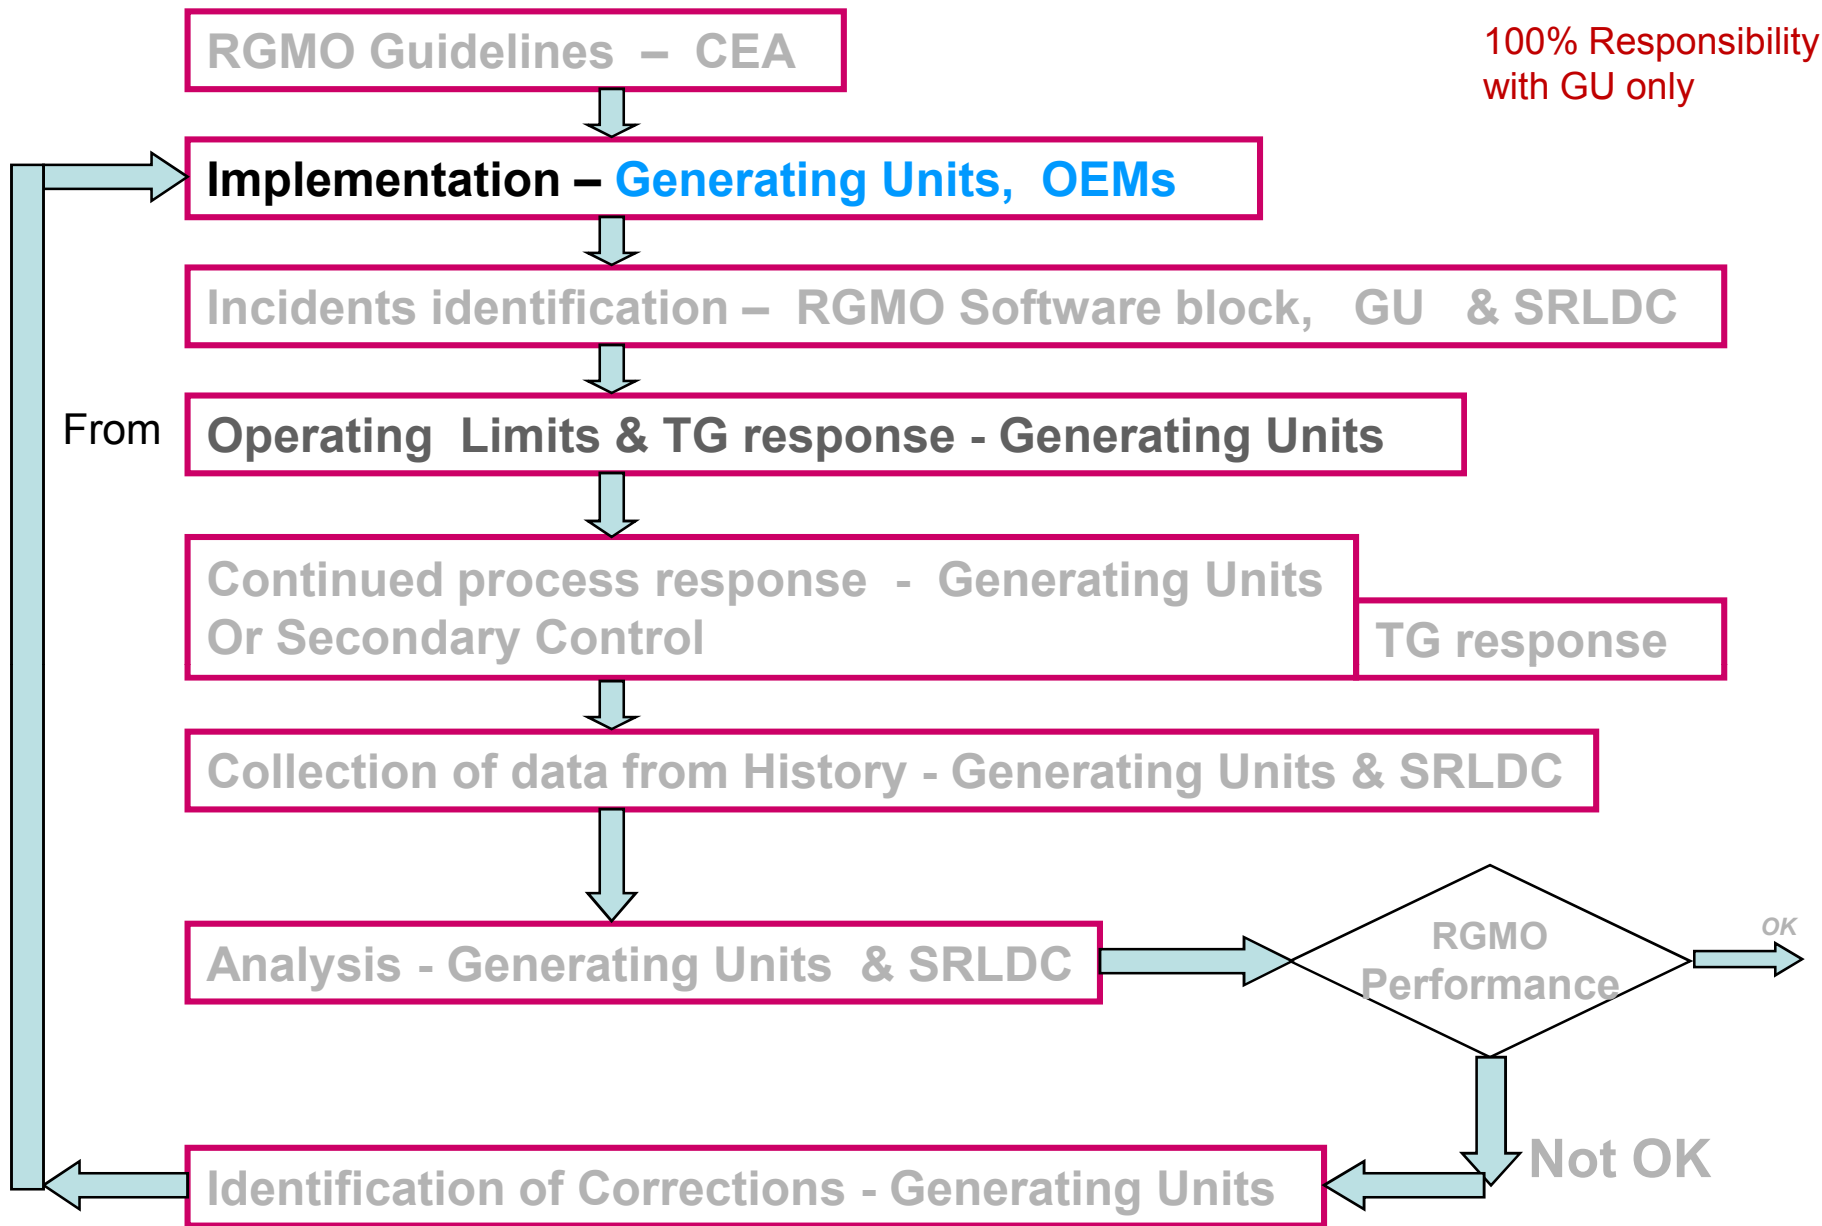 RGMO Guidelines – CEA
100% Responsibility
with GU only
Implementation – Generating Units, OEMs
Incidents identification – RGMO Software block, GU & SRLDC
From
Operating Limits & TG response - Generating Units
Continued process response - Generating Units
Or Secondary Control
TG response
Collection of data from History - Generating Units & SRLDC
Analysis - Generating Units & SRLDC
RGMO
Performance
OK
Not OK
Identification of Corrections - Generating Units